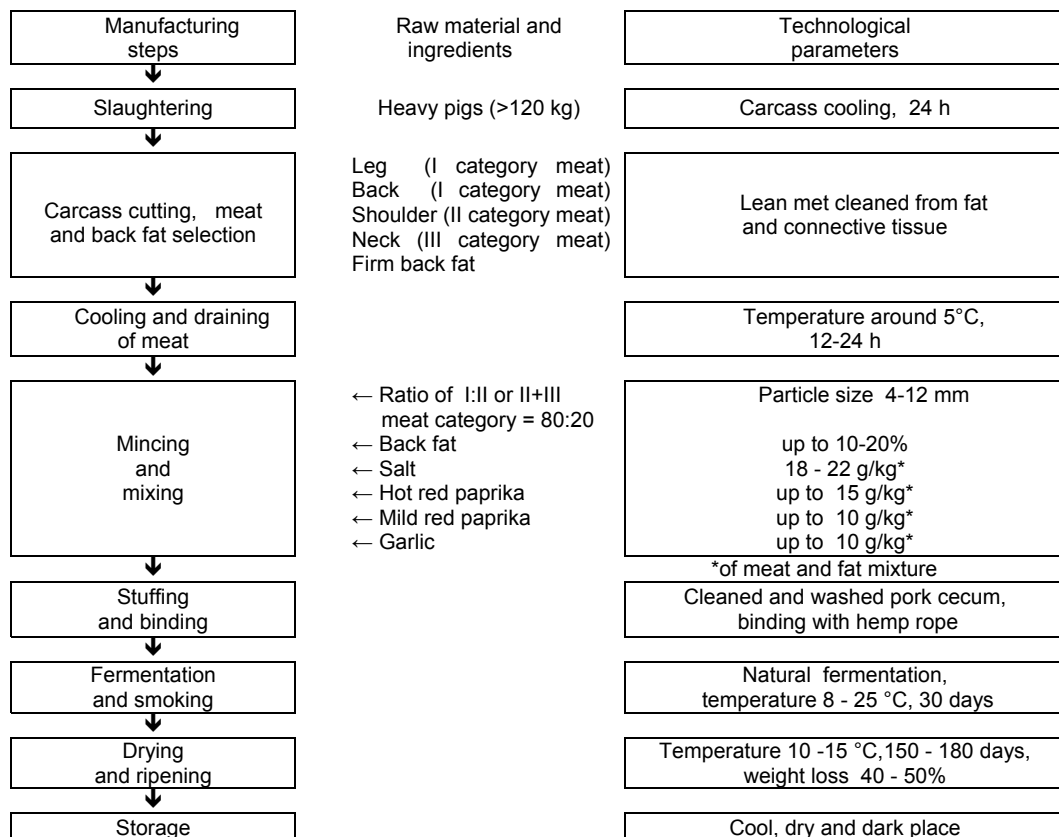 Manufacturing
steps
Raw material and
ingredients
Technological
parameters
Slaughtering
Heavy pigs (>120 kg)
Carcass cooling, 24 h
Carcass cutting, meat
and back fat selection
Leg (I category meat)
Back (I category meat)
Shoulder (II category meat)
Neck (III category meat)
Firm back fat
Lean met cleaned from fat
and connective tissue
Cooling and draining
of meat
Temperature around 5°C,
12-24 h
Mincing
and
mixing
← Ratio of I:II or II+III
meat category = 80:20
← Back fat
← Salt
← Hot red paprika
← Mild red paprika
← Garlic
Particle size 4-12 mm
up to 10-20%
18 - 22 g/kg*
up to 15 g/kg*
up to 10 g/kg*
up to 10 g/kg*
*of meat and fat mixture
Stuffing
and binding
Cleaned and washed pork cecum,
binding with hemp rope
Fermentation
and smoking
Natural fermentation,
temperature 8 - 25 °C, 30 days
Drying
and ripening
Temperature 10 -15 °C,150 - 180 days,
weight loss 40 - 50%
Storage
Cool, dry and dark place